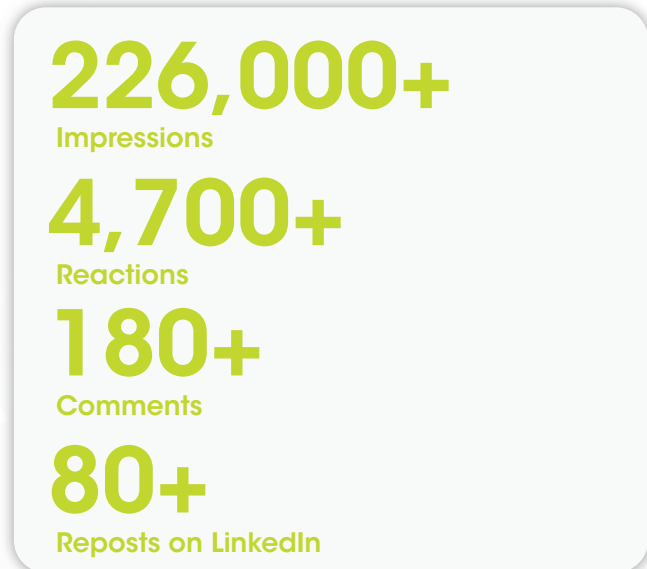 226,000+
Impressions
4,700+
Reactions
180+
Comments
80+
Reposts on LinkedIn